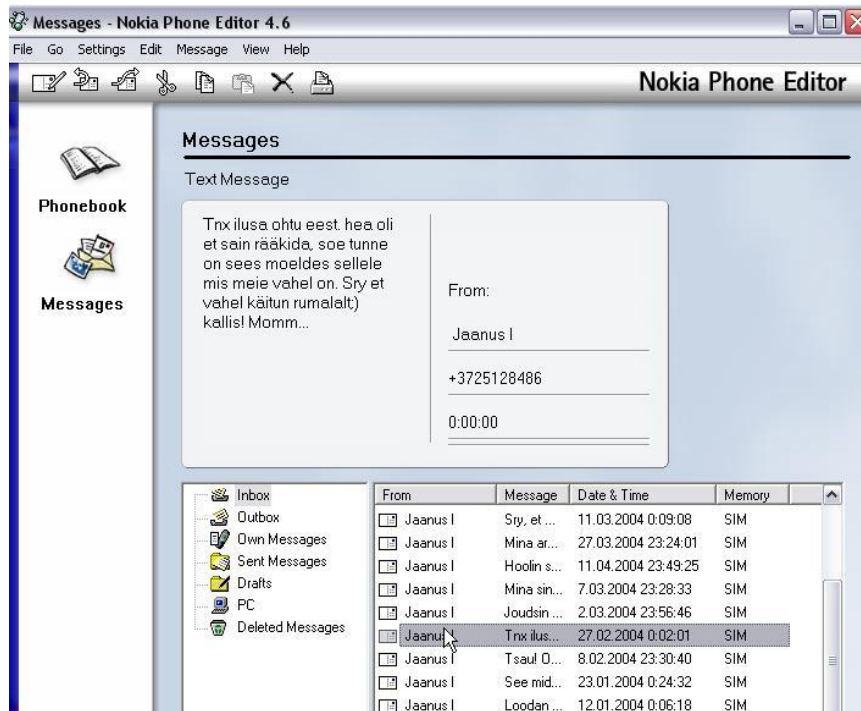 Messages - Nokia Phone Editor 4.6
File Go Settings Edit Message View Help
Nokia Phone Editor
Phonebook
Messages
Messages
Text Message
Tnx ilusa ohtu eest. hea oli
et sain rääkida, soe tunne
on sees moeldes sellele
mis meie vahel on. Sry et
vahel käitun rumalalt;)
kallis! Momm...
From:
Jaanus I
+3725128486
0:00:00
Inbox
Outbox
Own Messages
Sent Messages
Drafts
PC
Deleted Messages
From Message Date & Time Memory
Jaanus I Sry, et ... 11.03.2004 0:09:08 SIM
Jaanus I Mina ar... 27.03.2004 23:24:01 SIM
Jaanus I Hoolin s... 11.04.2004 23:49:25 SIM
Jaanus I Mina sin... 7.03.2004 23:28:33 SIM
Jaanus I Joudsin ... 2.03.2004 23:56:46 SIM
Jaanus I Tnx ilus... 27.02.2004 0:02:01 SIM
Jaanus I Tsau! O... 8.02.2004 23:30:40 SIM
Jaanus I See mid... 23.01.2004 0:24:32 SIM
Jaanus I Loodan ... 12.01.2004 0:06:18 SIM